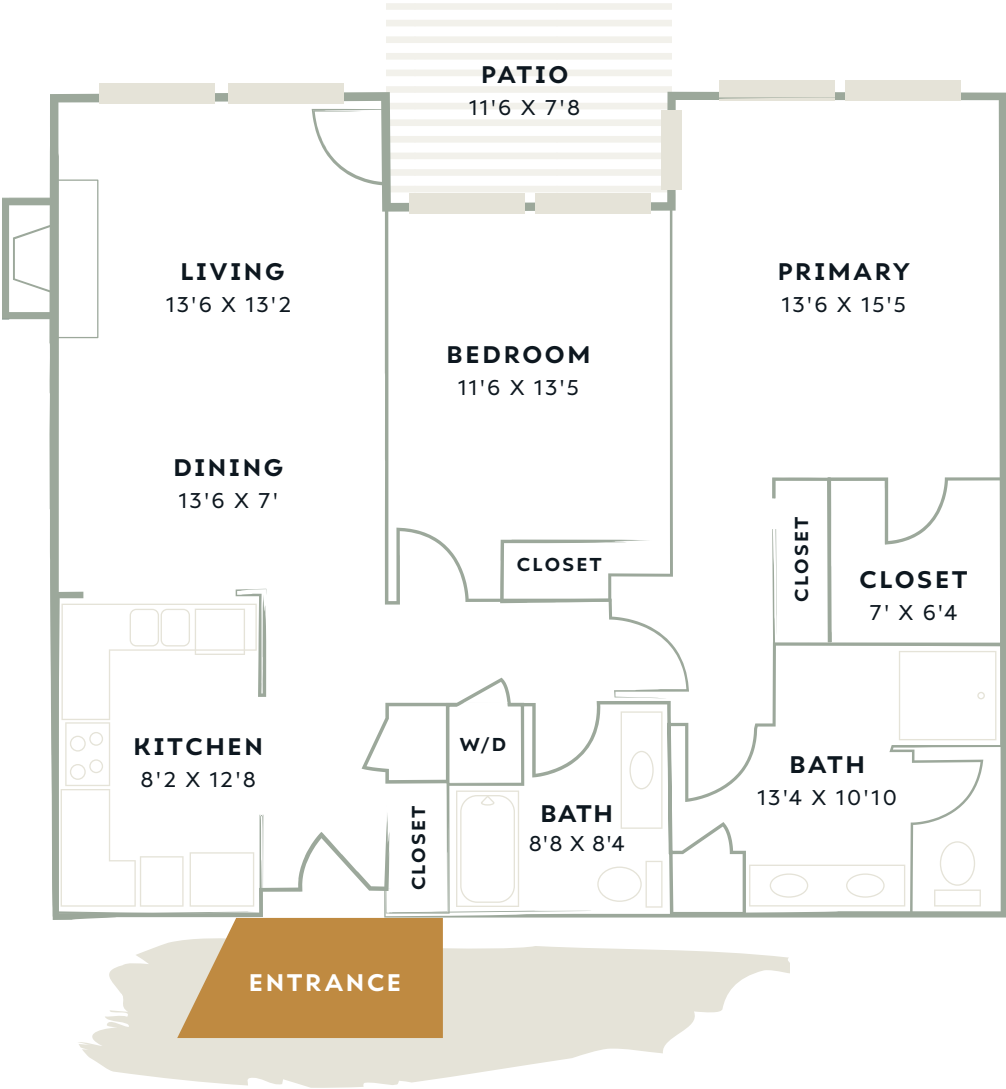 PATIO
11'6 X 7'8
LIVING
13'6 X 13'2
PRIMARY
13'6 X 15'5
BEDROOM
11'6 X 13'5
DINING
13'6 X 7'
CLOSET
CLOSET
CLOSET
7' X 6'4
KITCHEN
8'2 X 12'8
W/D
BATH
13'4 X 10'10
CLOSET
BATH
8'8 X 8'4
ENTRANCE